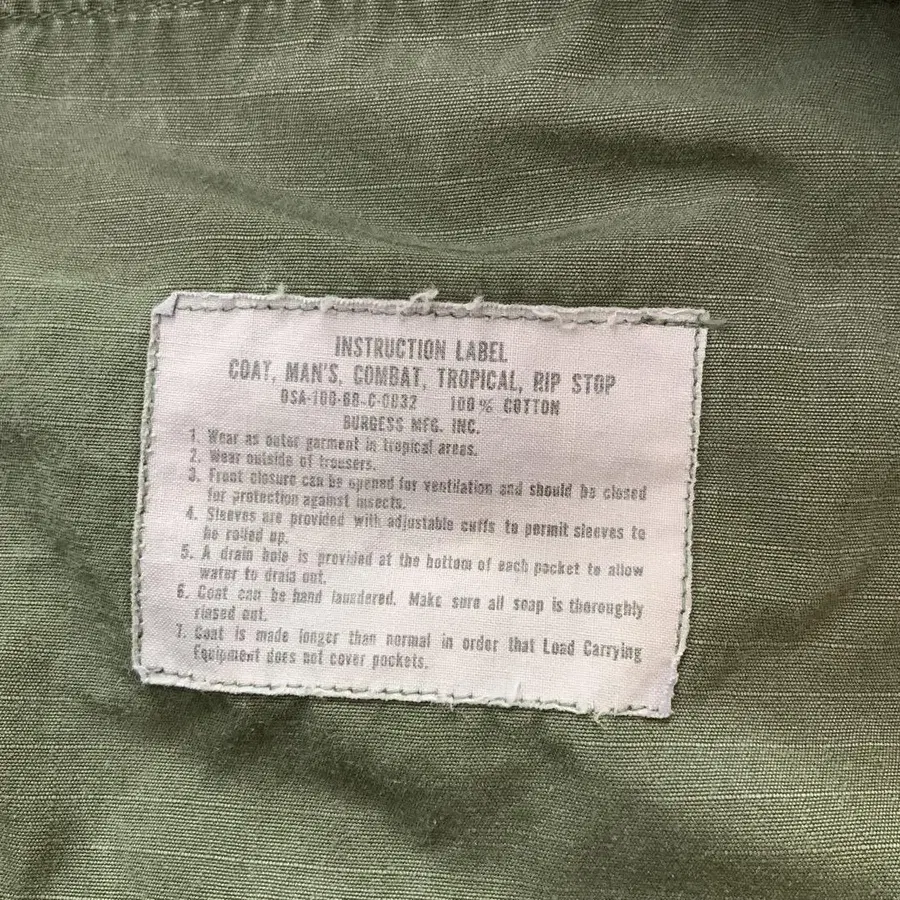 INSTRUCTION LABEL
COAT, MAN'S, COMBAT, TROPICAL, RIP STOP
100% COTTON
BURGESS MFG. INC.
1. Wear as outer garment in tropical areas.
2. Wear outside of trousers.
3. Front closure can be opened for ventilation and should be closed
for protection against insects.
4. Sleeves are provided with adjustable cuffs to permit sleeves to
be rolled up.
5. A drain hole is provided at the bottom of each pocket to allow
water to drain out.
6. Coat can be hand laundered. Make sure all soap is thoroughly
rinsed out.
7. Coat is made longer than normal in order that Load Carrying
Equipment does not cover pockets.